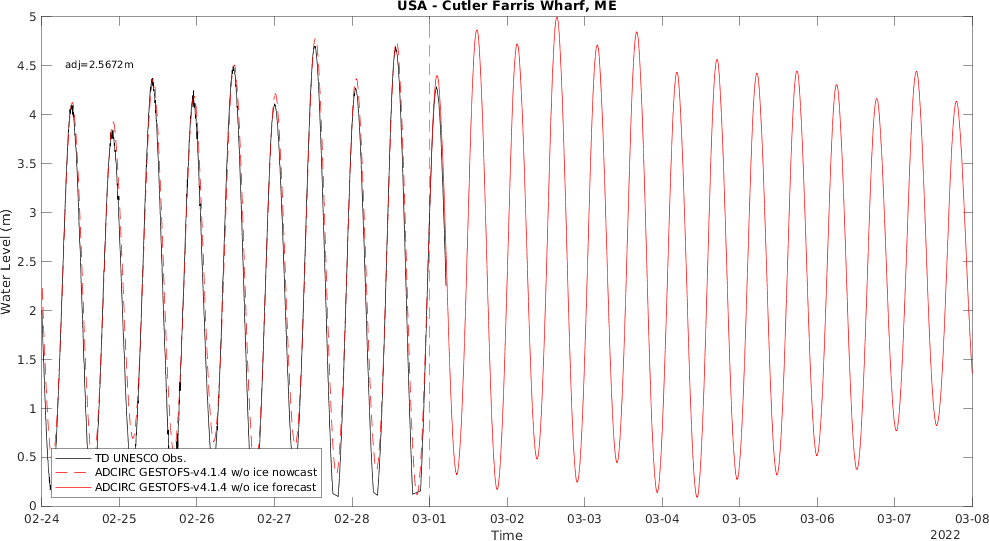 USA - Cutler Farris Wharf, ME
5
4.5
4
3.5
3
2.5
2
1.5
1
0.5
0
Water Level (m)
adj=2.5672m
TD UNESCO Obs.
ADCIRC GESTOFS-v4.1.4 w/o ice nowcast
ADCIRC GESTOFS-v4.1.4 w/o ice forecast
02-24 02-25 02-26 02-27 02-28 03-01 03-02 03-03 03-04 03-05 03-06 03-07 03-08
Time
2022